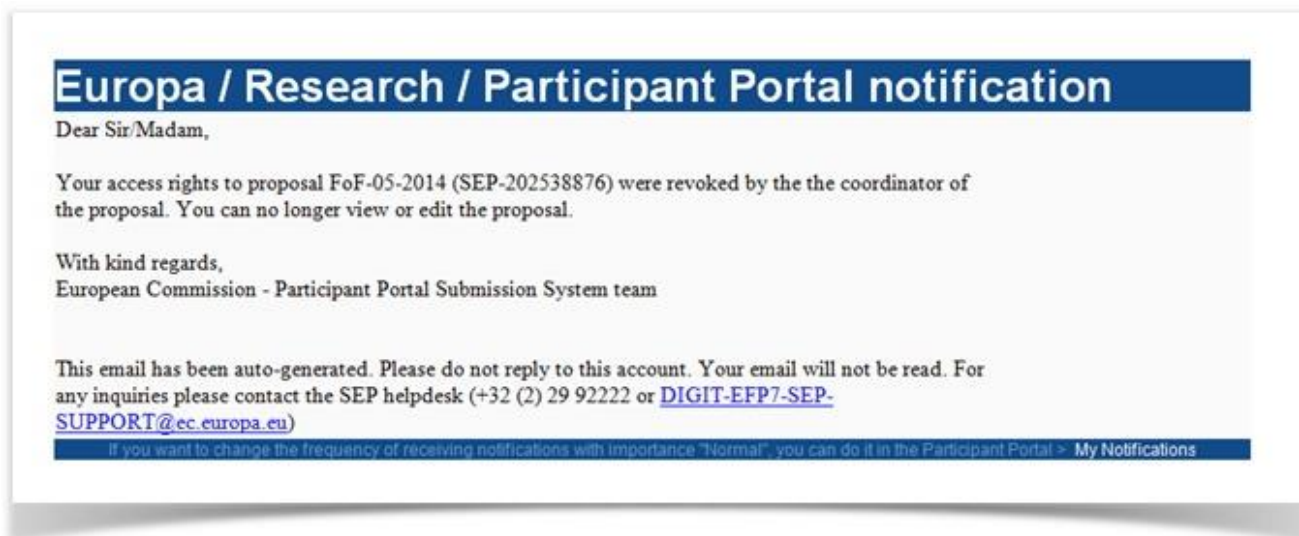 Europa / Research / Participant Portal notification
Dear Sir/Madam,
Your access rights to proposal FoF-05-2014 (SEP-202538876) were revoked by the the coordinator of
the proposal. You can no longer view or edit the proposal.
With kind regards,
European Commission - Participant Portal Submission System team
This email has been auto-generated. Please do not reply to this account. Your email will not be read. For
any inquiries please contact the SEP helpdesk (+32 (2) 29 92222 or DIGIT-EFP7-SEP-
SUPPORT@ec.europa.eu)
If you want to change the frequency of receiving notifications with importance "Normal", you can do it in the Participant Portal > My Notifications